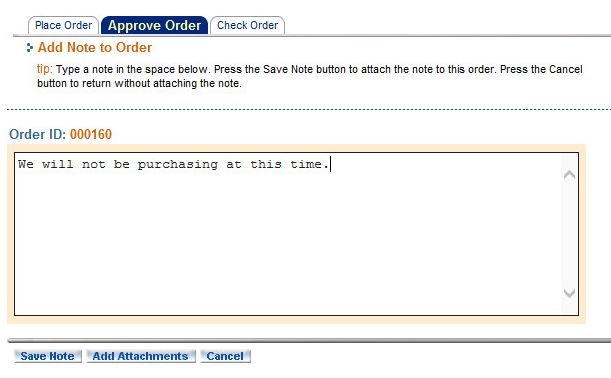 Place Order Approve Order Check Order
Add Note to Order
tip: Type a note in the space below. Press the Save Note button to attach the note to this order. Press the Cancel
button to return without attaching the note.
Order ID: 000160
We will not be purchasing at this time.
Save Note Add Attachments Cancel